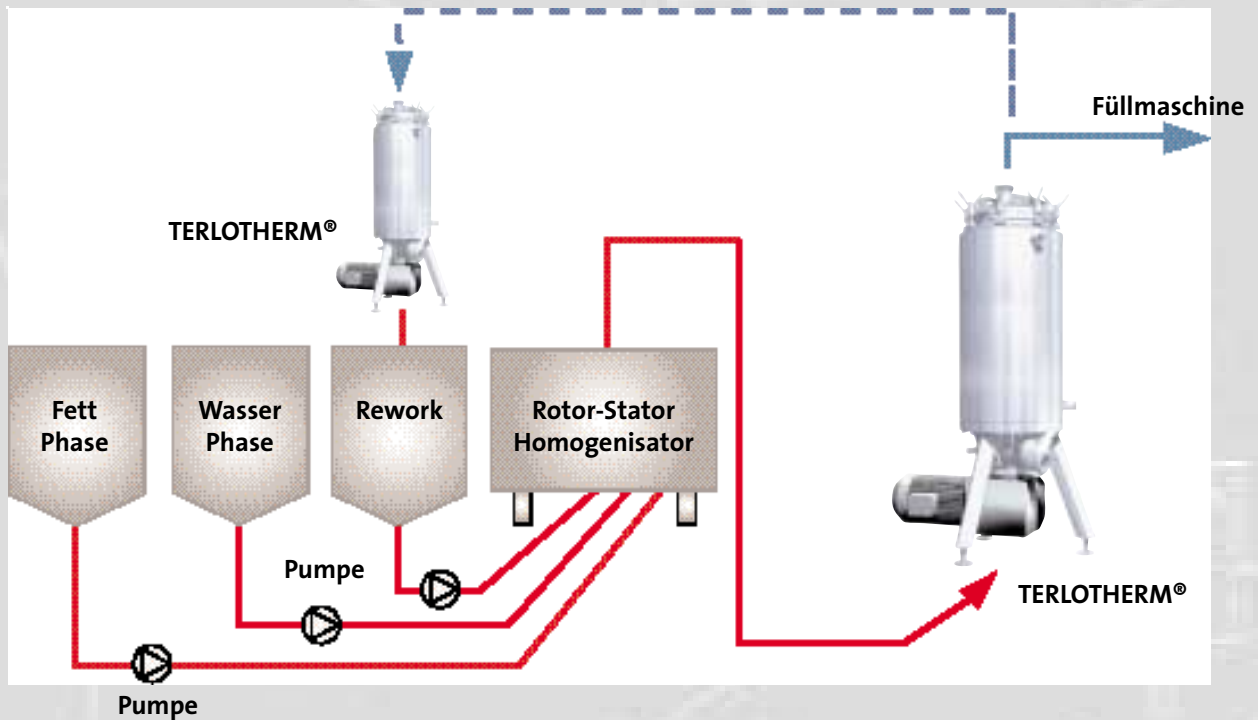 Füllmaschine
TERLOTHERM®
Fett
Phase
Wasser
Phase
Rework
Rotor-Stator
Homogenisator
Pumpe
TERLOTHERM®
Pumpe